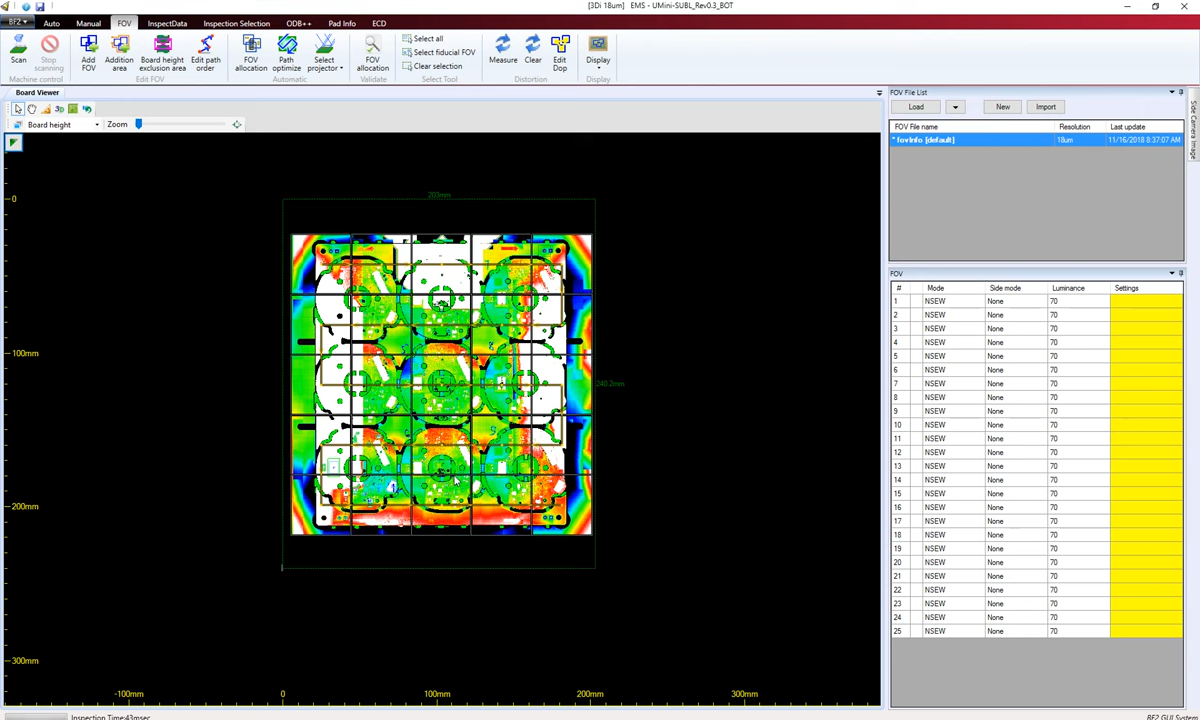 [3Di 18um] EMS - UMini-SUBL_Rev0.3_BOT
BF2 Auto Manual FOV InspectData Inspection Selection ODB++ Pad Info ECD
Scan
Stop scanning
Machine control
Add FOV
Addition area
Board height exclusion area
Edit path order
Edit FOV
FOV allocation
Path optimize
Select projector
Automatic
FOV allocation
Validate
Select all
Select fiducial FOV
Clear selection
Select Tool
Measure
Clear
Edit Dop
Distortion
Display
Display
Board Viewer
3D
Board height Zoom
0
100mm
200mm
300mm
-100mm 0 100mm 200mm 300mm
203mm
240.2mm
FOV File List
Load New Import
FOV File name Resolution Last update
* fovInfo [default] 18um 11/16/2018 8:37:07 AM
Side Camera Image
FOV
# Mode Side mode Luminance Settings
1 NSEW None 70
2 NSEW None 70
3 NSEW None 70
4 NSEW None 70
5 NSEW None 70
6 NSEW None 70
7 NSEW None 70
8 NSEW None 70
9 NSEW None 70
10 NSEW None 70
11 NSEW None 70
12 NSEW None 70
13 NSEW None 70
14 NSEW None 70
15 NSEW None 70
16 NSEW None 70
17 NSEW None 70
18 NSEW None 70
19 NSEW None 70
20 NSEW None 70
21 NSEW None 70
22 NSEW None 70
23 NSEW None 70
24 NSEW None 70
25 NSEW None 70
Inspection Time:43msec
BF2 GUI System